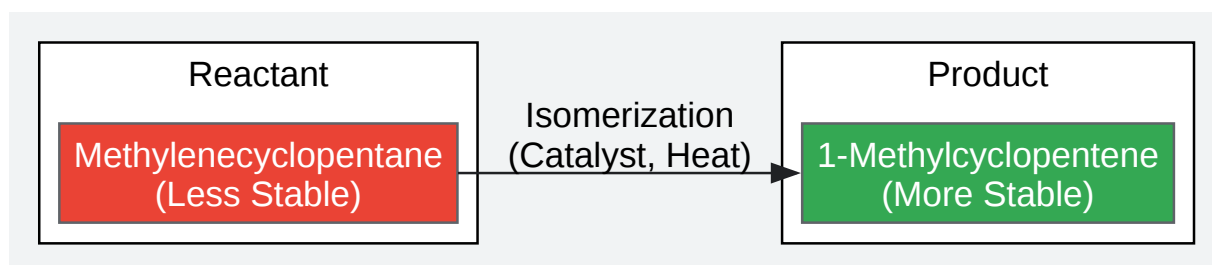 Reactant
Methylenecyclopentane
(Less Stable)
Isomerization
(Catalyst, Heat)
Product
1-Methylcyclopentene
(More Stable)